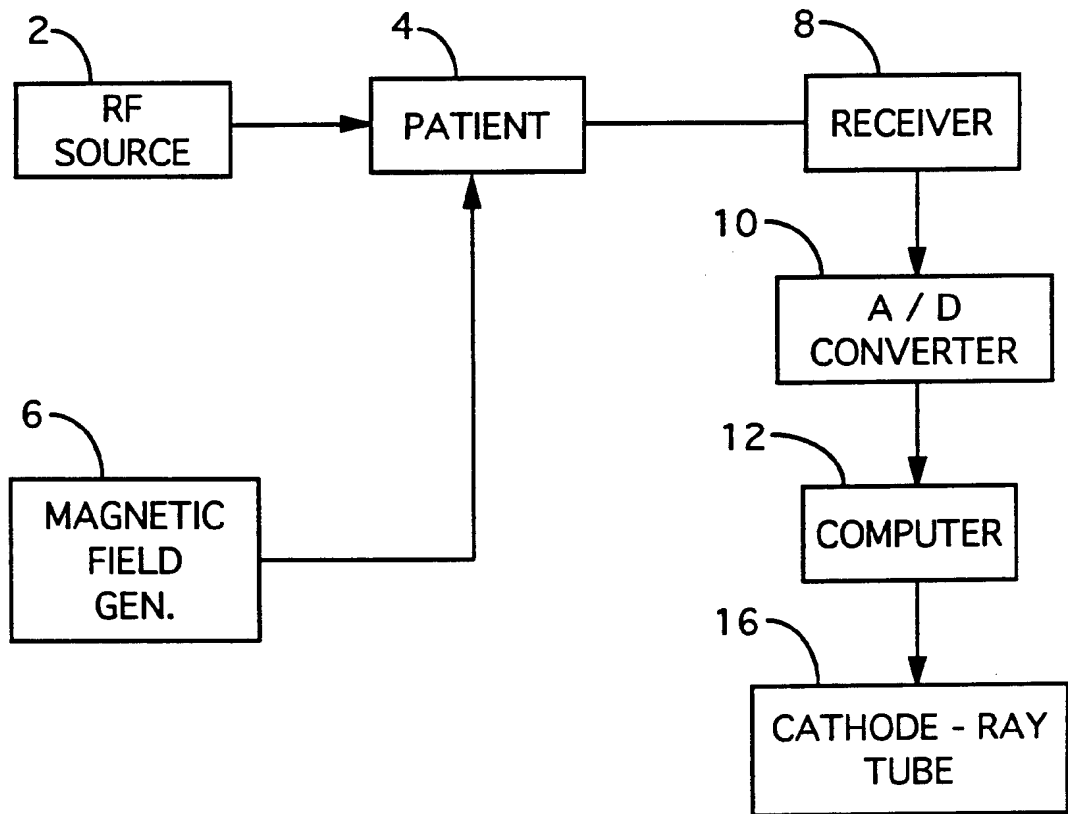 2
4
8
RF
SOURCE
PATIENT
RECEIVER
10
A / D
CONVERTER
6
12
MAGNETIC
FIELD
GEN.
COMPUTER
16
CATHODE - RAY
TUBE